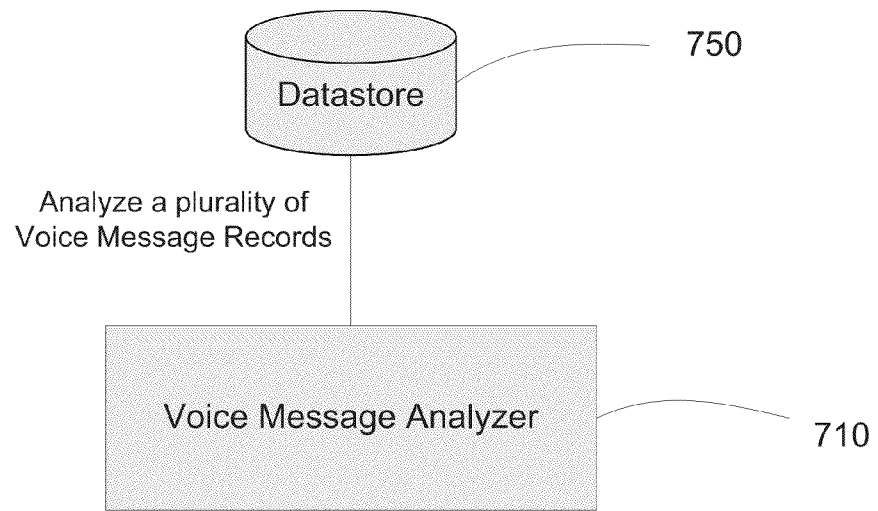 750
Datastore
Analyze a plurality of
Voice Message Records
Voice Message Analyzer
710